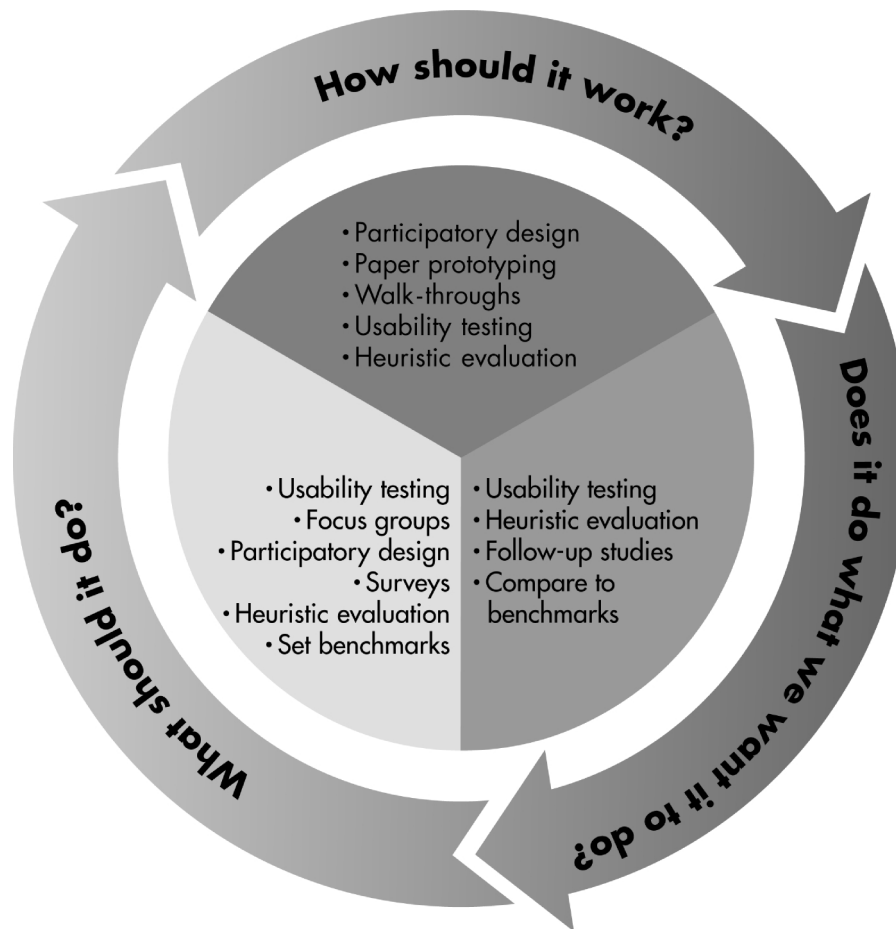 How should it work?
• Participatory design
• Paper prototyping
• Walk-throughs
• Usability testing
• Heuristic evaluation
Does it do what we want it to do?
• Usability testing
• Heuristic evaluation
• Follow-up studies
• Compare to
benchmarks
What should it do?
• Usability testing
• Focus groups
• Participatory design
• Surveys
• Heuristic evaluation
• Set benchmarks